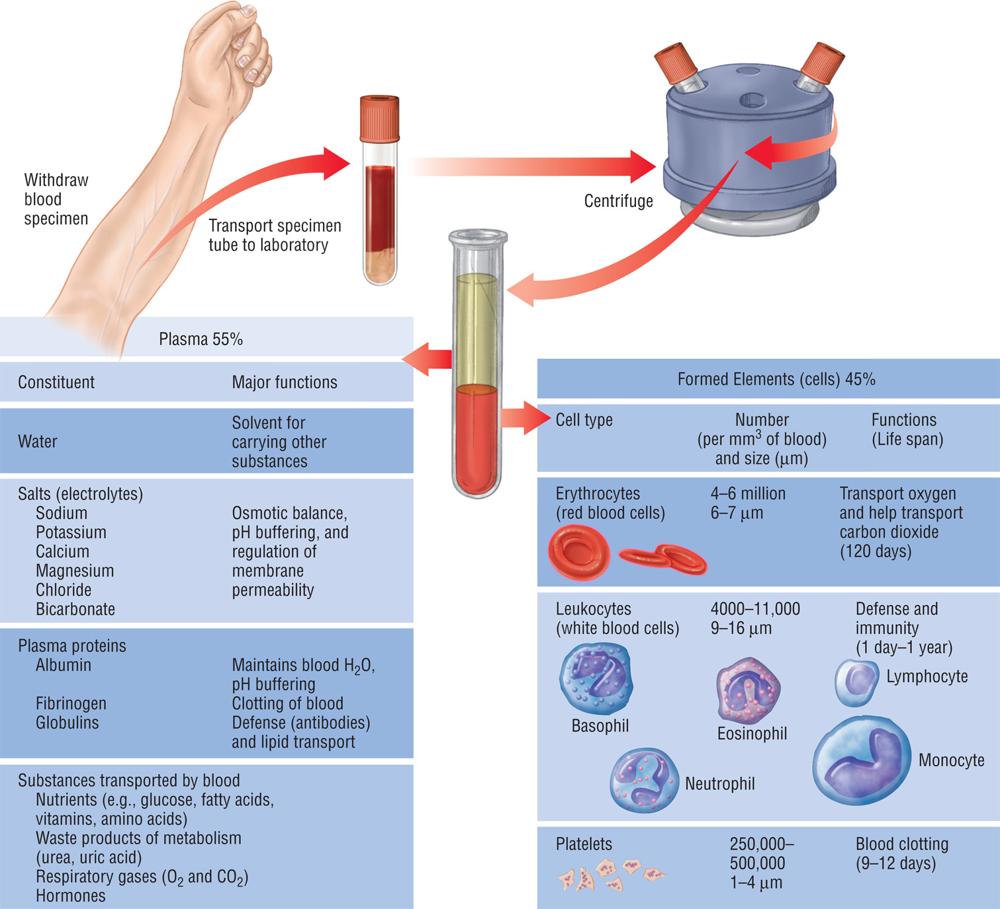 Withdraw
blood
specimen
Transport specimen
tube to laboratory
Centrifuge
Plasma 55%
Constituent
Major functions
Water
Solvent for
carrying other
substances
Salts (electrolytes)
Sodium
Potassium
Calcium
Magnesium
Chloride
Bicarbonate
Osmotic balance,
pH buffering, and
regulation of
membrane
permeability
Plasma proteins
Albumin
Maintains blood H₂O,
pH buffering
Fibrinogen
Clotting of blood
Globulins
Defense (antibodies)
and lipid transport
Substances transported by blood
Nutrients (e.g., glucose, fatty acids,
vitamins, amino acids)
Waste products of metabolism
(urea, uric acid)
Respiratory gases (O₂ and CO₂)
Hormones
Formed Elements (cells) 45%
Cell type
Number
(per mm³ of blood)
and size (µm)
Functions
(Life span)
Erythrocytes
(red blood cells)
4–6 million
6–7 µm
Transport oxygen
and help transport
carbon dioxide
(120 days)
Leukocytes
(white blood cells)
4000–11,000
9–16 µm
Defense and
immunity
(1 day–1 year)
Lymphocyte
Basophil
Eosinophil
Monocyte
Neutrophil
Platelets
250,000–
500,000
1–4 µm
Blood clotting
(9–12 days)